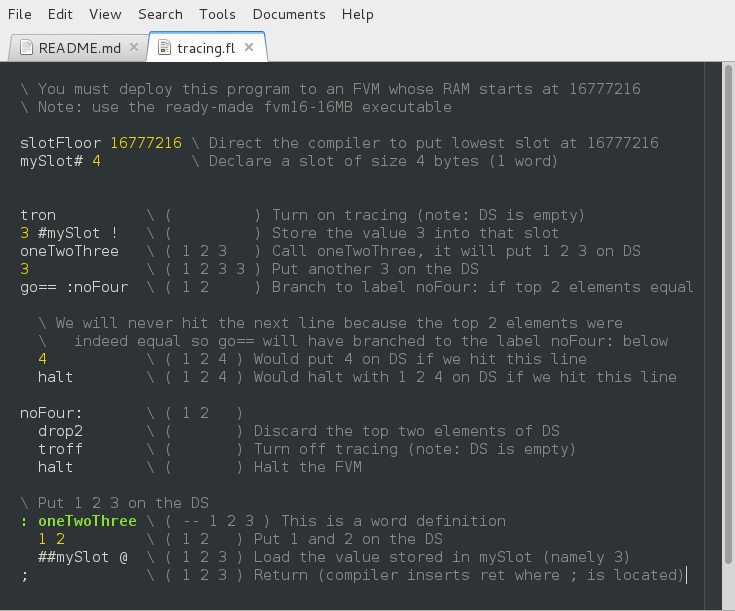 File Edit View Search Tools Documents Help
README.md × tracing.fl ×
\ You must deploy this program to an FVM whose RAM starts at 16777216
\ Note: use the ready-made fvm16-16MB executable
slotFloor 16777216 \ Direct the compiler to put lowest slot at 16777216
mySlot# 4          \ Declare a slot of size 4 bytes (1 word)
tron          \ (         ) Turn on tracing (note: DS is empty)
3 #mySlot !   \ (         ) Store the value 3 into that slot
oneTwoThree   \ ( 1 2 3   ) Call oneTwoThree, it will put 1 2 3 on DS
3             \ ( 1 2 3 3 ) Put another 3 on the DS
go== :noFour  \ ( 1 2     ) Branch to label noFour: if top 2 elements equal
  \ We will never hit the next line because the top 2 elements were
  \   indeed equal so go== will have branched to the label noFour: below
  4           \ ( 1 2 4 ) Would put 4 on DS if we hit this line
  halt        \ ( 1 2 4 ) Would halt with 1 2 4 on DS if we hit this line
noFour:       \ ( 1 2   )
  drop2       \ (       ) Discard the top two elements of DS
  troff       \ (       ) Turn off tracing (note: DS is empty)
  halt        \ (       ) Halt the FVM
\ Put 1 2 3 on the DS
: oneTwoThree \ ( -- 1 2 3 ) This is a word definition
  1 2         \ ( 1 2   ) Put 1 and 2 on the DS
  ##mySlot @  \ ( 1 2 3 ) Load the value stored in mySlot (namely 3)
;             \ ( 1 2 3 ) Return (compiler inserts ret where ; is located)